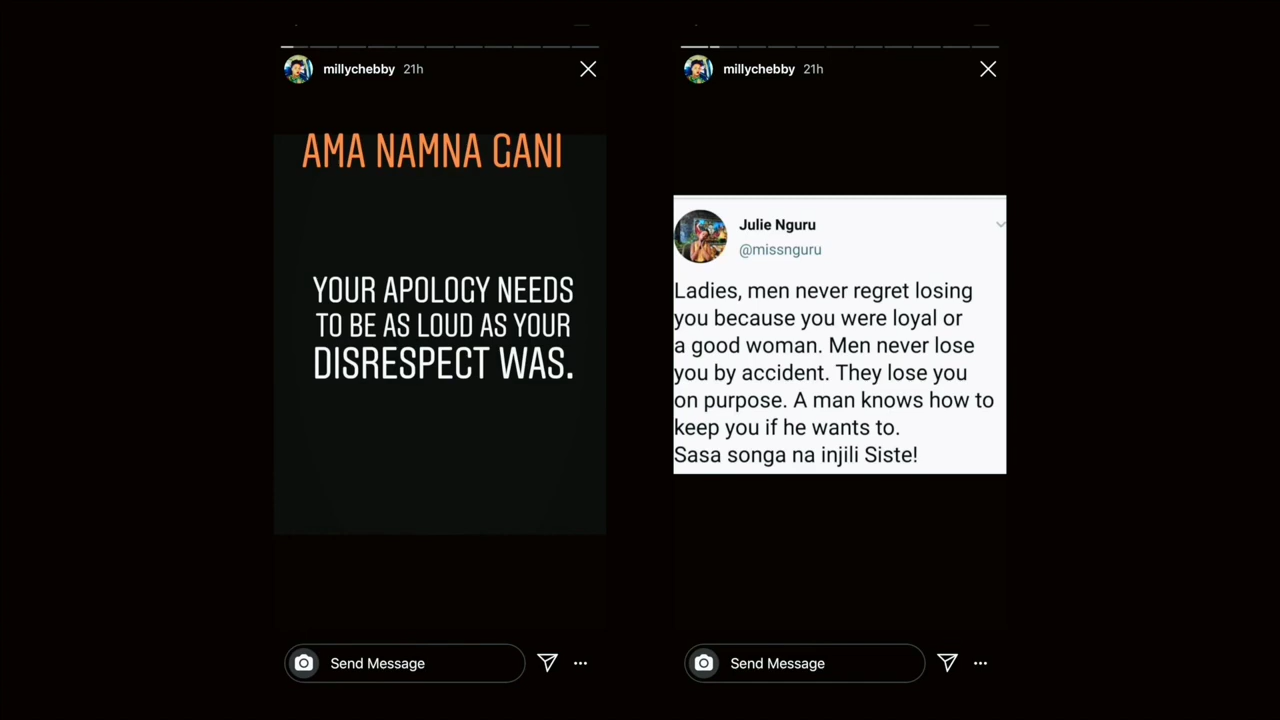 millychebby 21h
AMA NAMNA GANI
YOUR APOLOGY NEEDS
TO BE AS LOUD AS YOUR
DISRESPECT WAS.
Send Message
millychebby 21h
Julie Nguru
@missnguru
Ladies, men never regret losing
you because you were loyal or
a good woman. Men never lose
you by accident. They lose you
on purpose. A man knows how to
keep you if he wants to.
Sasa songa na injili Siste!
Send Message